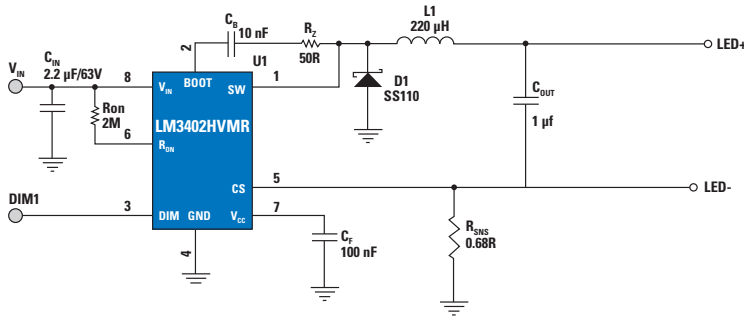 C_B
10 nF
R_Z
50R
L1
220 µH
LED+
V_IN
C_IN
2.2 µF/63V
2
BOOT
U1
8
V_IN
SW
1
D1
SS110
C_OUT
1 µf
Ron
2M
LM3402HVMR
6
R_ON
CS
5
LED-
DIM1
3
DIM
GND
V_CC
7
4
C_F
100 nF
R_SNS
0.68R